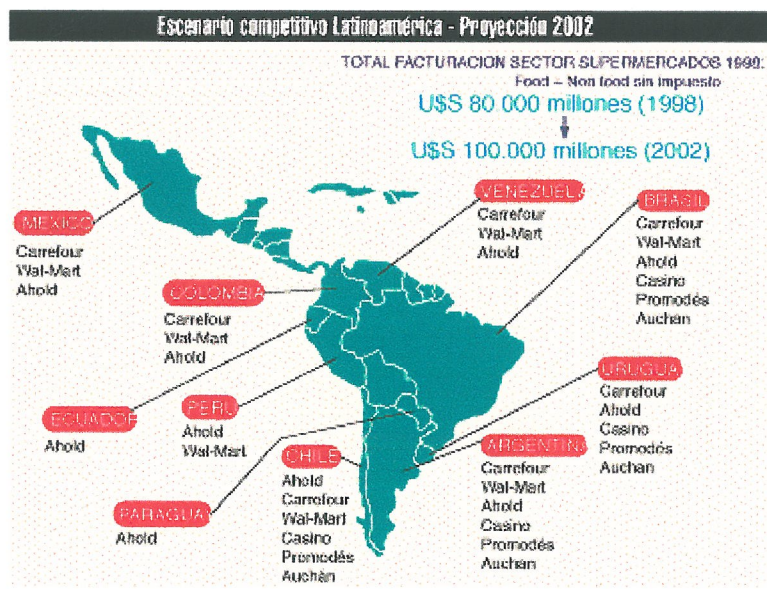 Escenario competitivo Latinoamérica - Proyección 2002
TOTAL FACTURACION SECTOR SUPERMERCADOS 1998:
Food – Non food sin impuesto
U$S 80.000 millones (1998)
U$S 100.000 millones (2002)
MEXICO
Carrefour
Wal-Mart
Ahold
VENEZUELA
Carrefour
Wal-Mart
Ahold
BRASIL
Carrefour
Wal-Mart
Ahold
Casino
Promodés
Auchan
COLOMBIA
Carrefour
Wal-Mart
Ahold
ECUADOR
Ahold
PERU
Ahold
Wal-Mart
URUGUA
Carrefour
Ahold
Casino
Promodés
Auchan
CHILE
Ahold
Carrefour
Wal-Mart
Casino
Promodés
Auchan
ARGENTINA
Carrefour
Wal-Mart
Ahold
Casino
Promodés
Auchan
PARAGUAY
Ahold